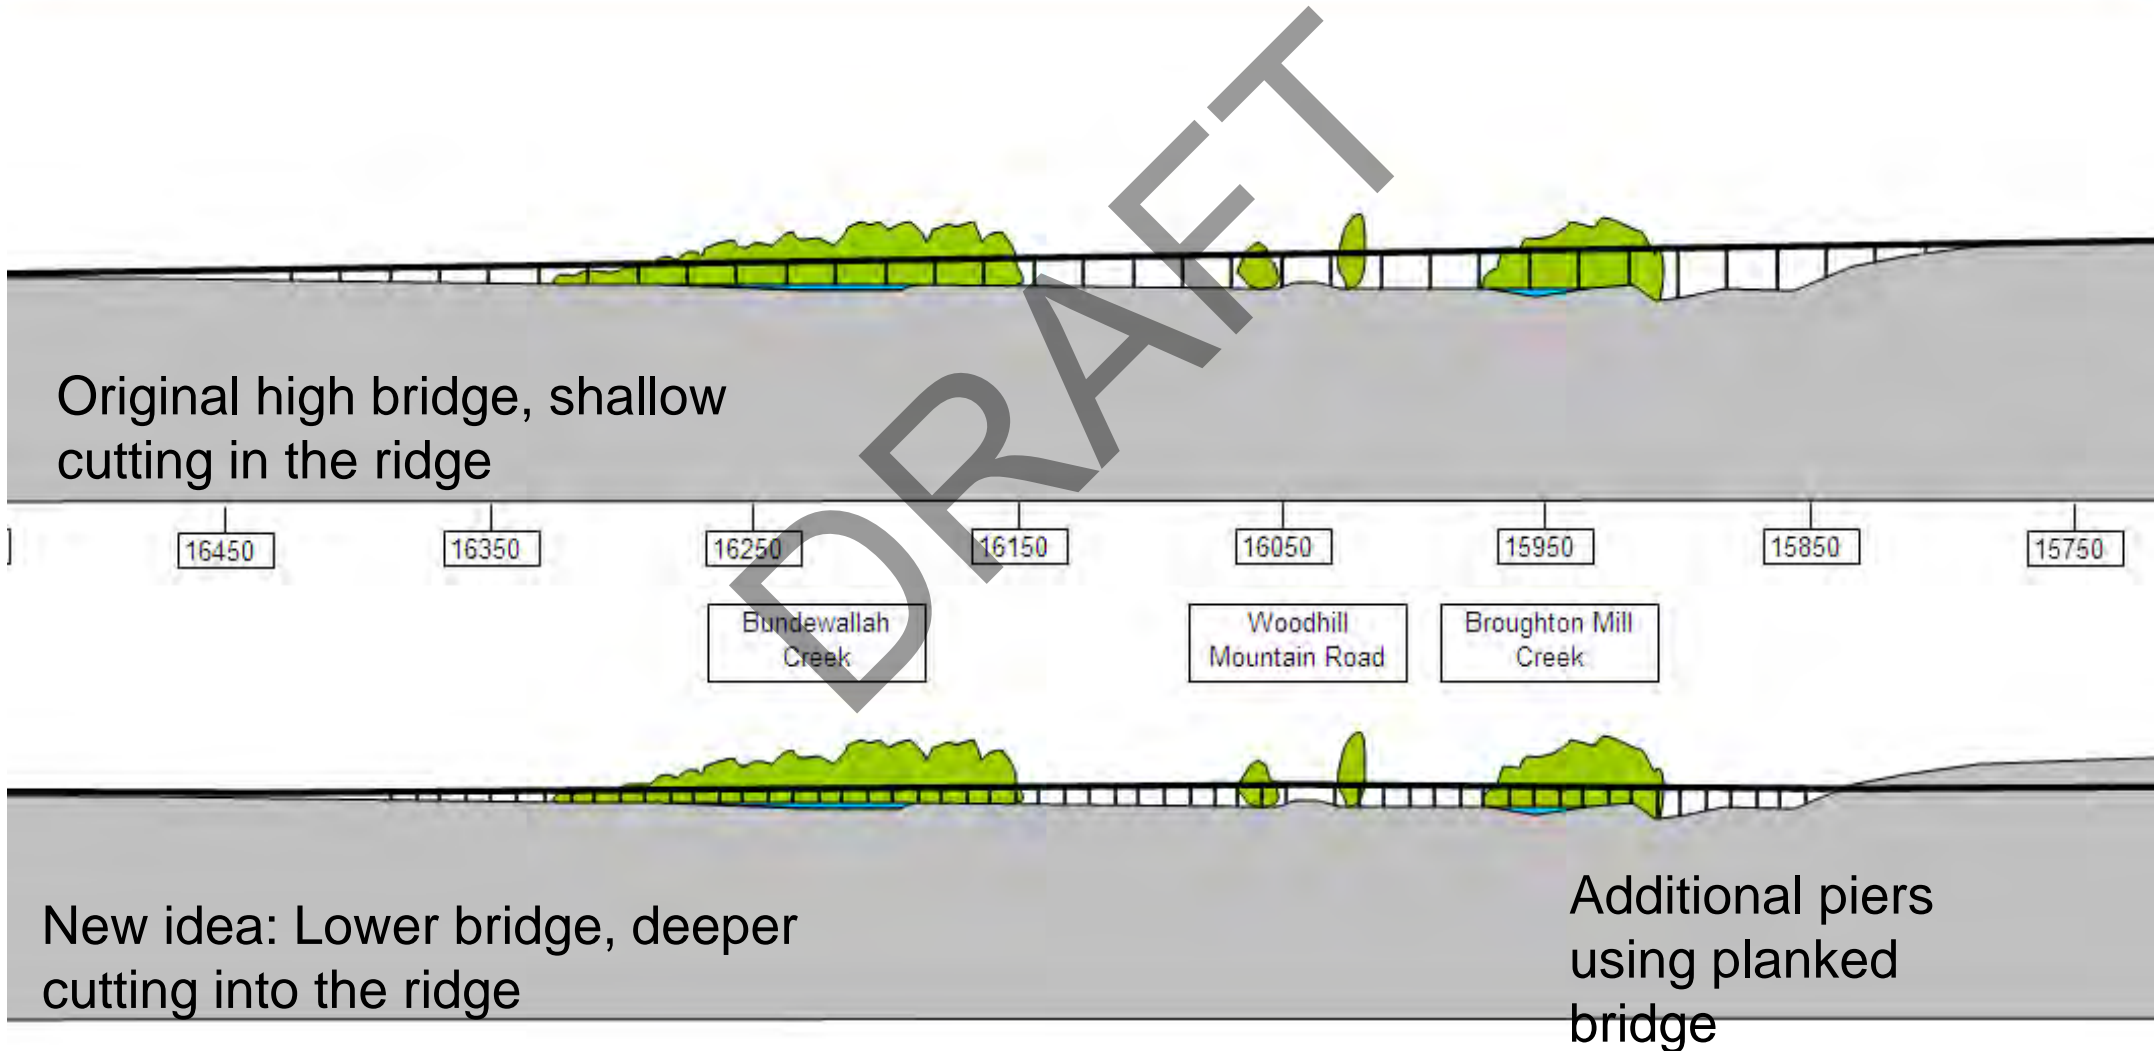 DRAFT
Original high bridge, shallow
cutting in the ridge
16450
16350
16250
16150
16050
15950
15850
15750
Bundewallah
Creek
Woodhill
Mountain Road
Broughton Mill
Creek
New idea: Lower bridge, deeper
cutting into the ridge
Additional piers
using planked
bridge